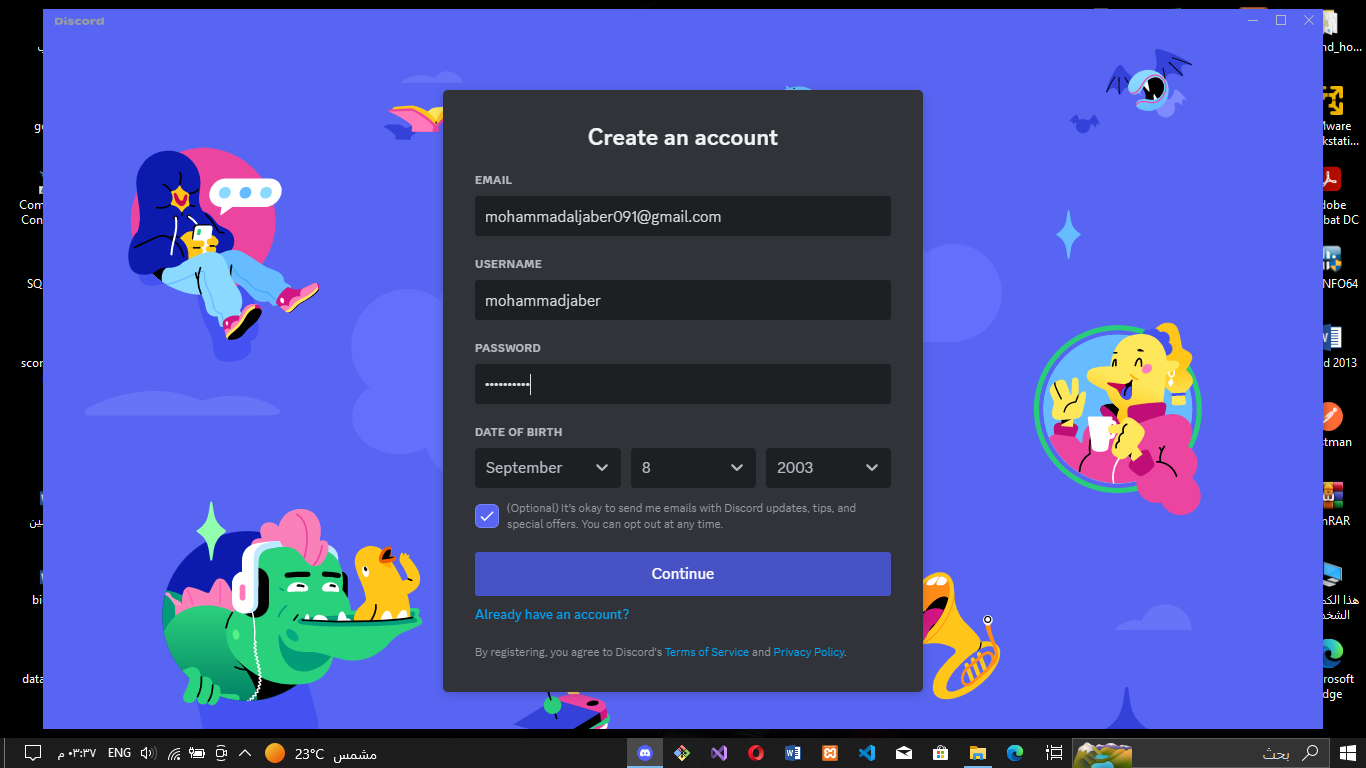 Discord
Create an account
EMAIL
mohammadaljaber091@gmail.com
USERNAME
mohammadjaber
PASSWORD
••••••••••
DATE OF BIRTH
September
8
2003
(Optional) It's okay to send me emails with Discord updates, tips, and
special offers. You can opt out at any time.
Continue
Already have an account?
By registering, you agree to Discord's Terms of Service and Privacy Policy.
Com
Con
SQ
scor
bi
data
nd_ho...
kstati...
dobe
bat DC
NFO64
d 2013
stman
nRAR
هذا الكم
الشخ
rosoft
dge
٠٣:٣٧ م
ENG
23°C
مشمس
بحث